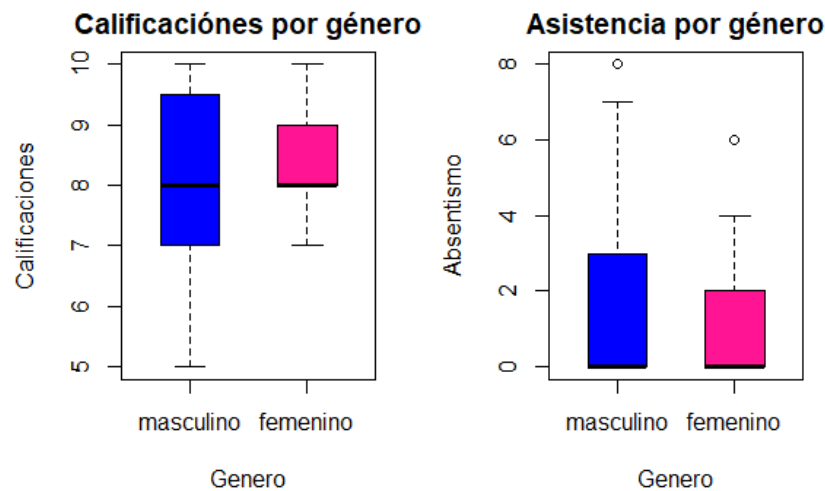 Calificaciónes por género
Calificaciones
10
9
8
7
6
5
masculino femenino
Genero
Asistencia por género
Absentismo
8
6
4
2
0
masculino femenino
Genero